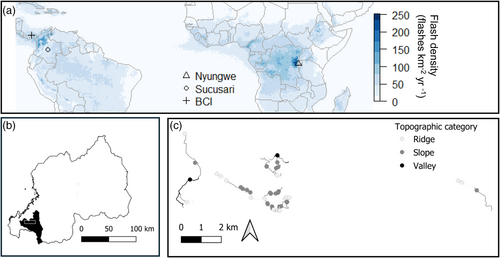 (a)
250
200
150
100
50
0
Flash density
(flashes km-2 yr-1)
Nyungwe
Sucusari
BCI
(b)
0 50 100 km
(c)
Topographic category
Ridge
Slope
Valley
0 1 2 km